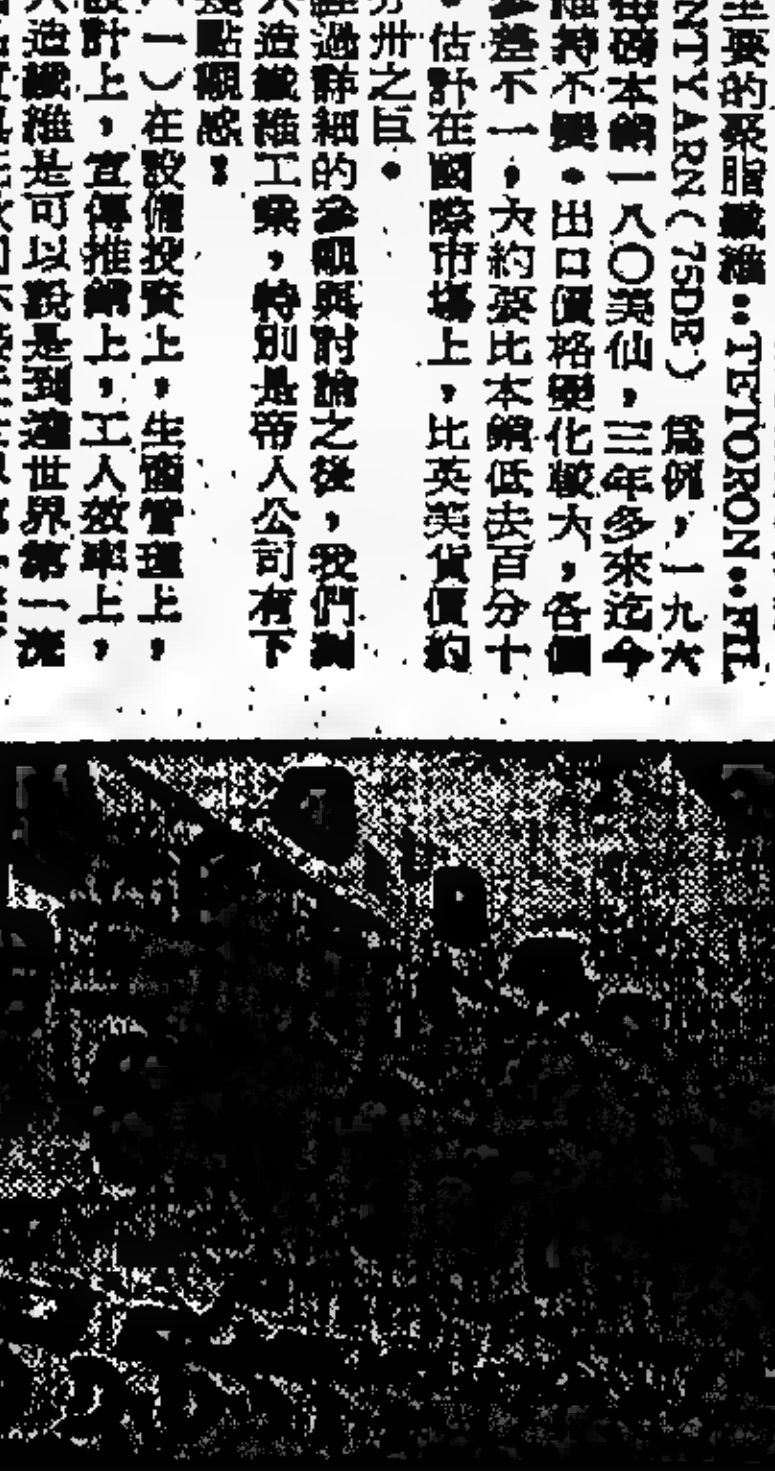 主要的聚脂纖維：TETORON：FIL
NTYARN（75DE）爲例，一九六
每磅本銷一八〇美仙，三年多來迄今
維持不變。出口價格變化較大，各個
參差不一，大約要比本銷低去百分十
。估計在國際市場上，比英美貨價約
分卅之巨。
經過詳細的參觀與討論之後，我們對
人造纖維工業，特別是帝人公司有下
幾點觀感：
（一）在設備投資上，生產管理上，
設計上，宣傳推銷上，工人效率上，
人造纖維是可以說是到達世界第一流